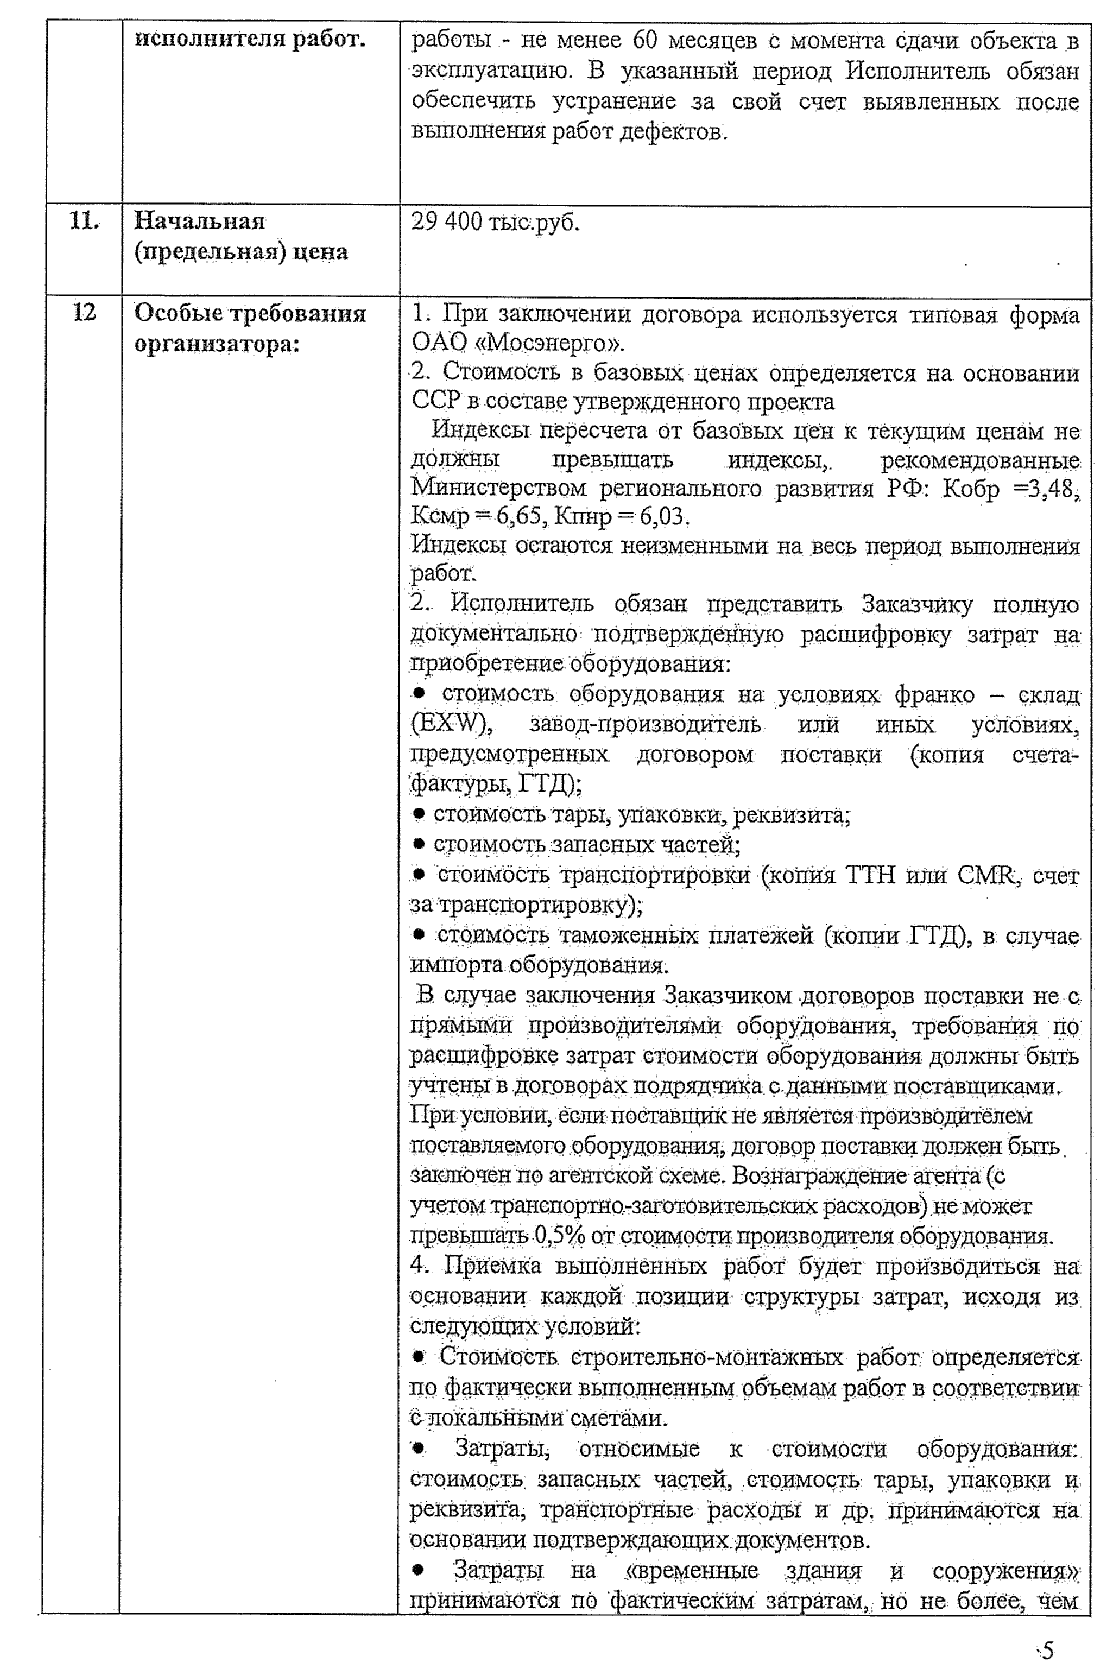 исполнителя работ.
работы - не менее 60 месяцев с момента сдачи объекта в
эксплуатацию. В указанный период Исполнитель обязан
обеспечить устранение за свой счет выявленных после
выполнения работ дефектов.
11.
Начальная
(предельная) цена
29 400 тыс.руб.
12
Особые требования
организатора:
1. При заключении договора используется типовая форма
ОАО «Мосэнерго».
2. Стоимость в базовых ценах определяется на основании
ССР в составе утвержденного проекта
Индексы пересчета от базовых цен к текущим ценам не
должны превышать индексы, рекомендованные
Министерством регионального развития РФ: Кобр =3,48,
Ксмр = 6,65, Кпнр = 6,03.
Индексы остаются неизменными на весь период выполнения
работ.
2. Исполнитель обязан представить Заказчику полную
документально подтвержденную расшифровку затрат на
приобретение оборудования:
• стоимость оборудования на условиях франко – склад
(EXW), завод-производитель или иных условиях,
предусмотренных договором поставки (копия счета-
фактуры, ГТД);
• стоимость тары, упаковки, реквизита;
• стоимость запасных частей;
• стоимость транспортировки (копия ТТН или CMR, счет
за транспортировку);
• стоимость таможенных платежей (копии ГТД), в случае
импорта оборудования.
В случае заключения Заказчиком договоров поставки не с
прямыми производителями оборудования, требования по
расшифровке затрат стоимости оборудования должны быть
учтены в договорах подрядчика с данными поставщиками.
При условии, если поставщик не является производителем
поставляемого оборудования, договор поставки должен быть
заключен по агентской схеме. Вознаграждение агента (с
учетом транспортно-заготовительских расходов) не может
превышать 0,5% от стоимости производителя оборудования.
4. Приемка выполненных работ будет производиться на
основании каждой позиции структуры затрат, исходя из
следующих условий:
• Стоимость строительно-монтажных работ определяется
по фактически выполненным объемам работ в соответствии
с локальными сметами.
• Затраты, относимые к стоимости оборудования:
стоимость запасных частей, стоимость тары, упаковки и
реквизита, транспортные расходы и др. принимаются на
основании подтверждающих документов.
• Затраты на «временные здания и сооружения»
принимаются по фактическим затратам, но не более, чем
5